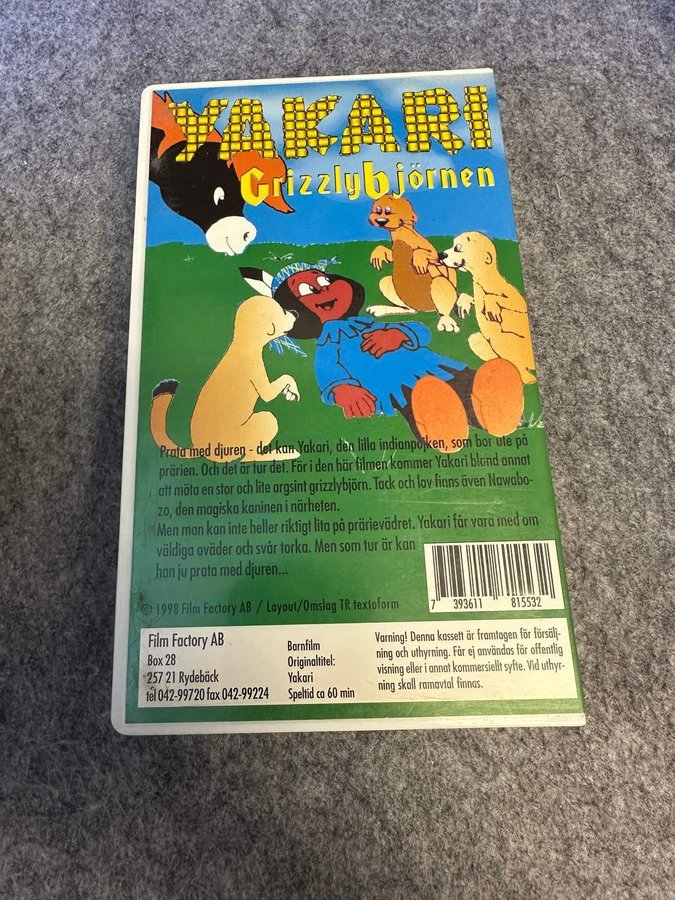 YAKARI
Grizzlybjörnen
Prata med djuren - det kan Yakari, den lilla indianpojken, som bor ute på
prärien. Och det är tur det. För i den här filmen kommer Yakari bland annat
att möta en stor och lite argsint grizzlybjörn. Tack och lov finns även Nawabo-
zo, den magiska kaninen i närheten.
Men man kan inte heller riktigt lita på prärievädret. Yakari får vara med om
väldiga oväder och svår torka. Men som tur är kan
han ju prata med djuren...
© 1998 Film Factory AB / Layout/Omslag TR textoform
7 393611 815532
Film Factory AB
Box 28
257 21 Rydebäck
tel 042-99720 fax 042-99224
Barnfilm
Originaltitel:
Yakari
Speltid ca 60 min
Varning! Denna kassett är framtagen för försälj-
ning och uthyrning. Får ej användas för offentlig
visning eller i annat kommersiellt syfte. Vid uthyr-
ning skall ramavtal finnas.